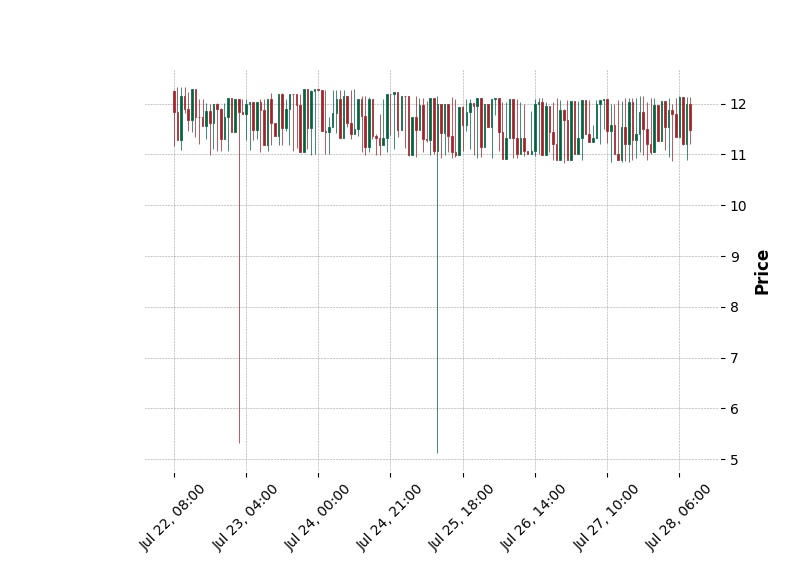 12
11
10
9
8
7
6
5
Price
Jul 22, 08:00
Jul 23, 04:00
Jul 24, 00:00
Jul 24, 21:00
Jul 25, 18:00
Jul 26, 14:00
Jul 27, 10:00
Jul 28, 06:00